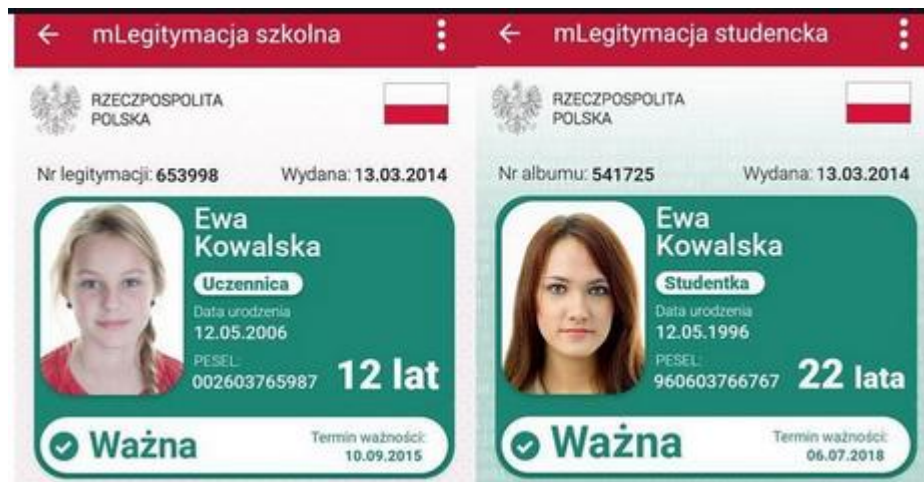 mLegitymacja szkolna
RZECZPOSPOLITA
POLSKA
Nr legitymacji: 653998 Wydana: 13.03.2014
Ewa
Kowalska
Uczennica
Data urodzenia
12.05.2006
PESEL:
002603765987 12 lat
Ważna
Termin ważności:
10.09.2015
mLegitymacja studencka
RZECZPOSPOLITA
POLSKA
Nr albumu: 541725 Wydana: 13.03.2014
Ewa
Kowalska
Studentka
Data urodzenia
12.05.1996
PESEL:
960603766767 22 lata
Ważna
Termin ważności:
06.07.2018